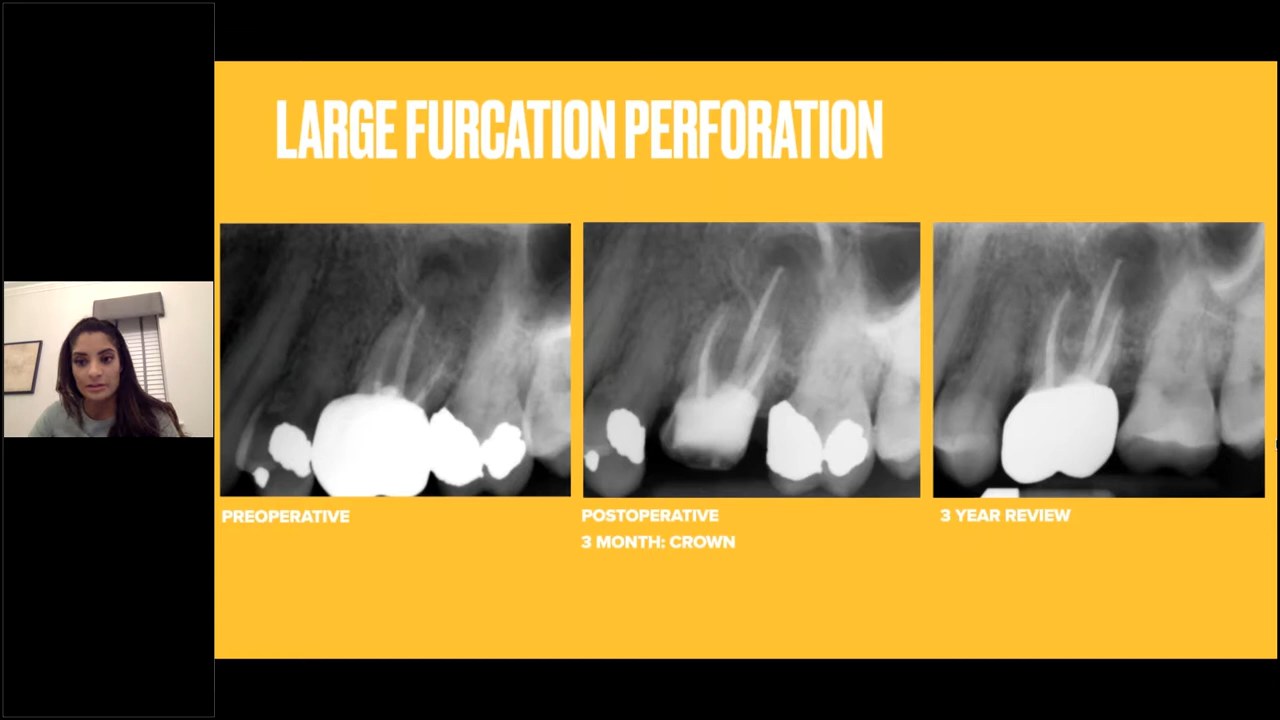 LARGE FURCATION PERFORATION
PREOPERATIVE
POSTOPERATIVE
3 MONTH: CROWN
3 YEAR REVIEW